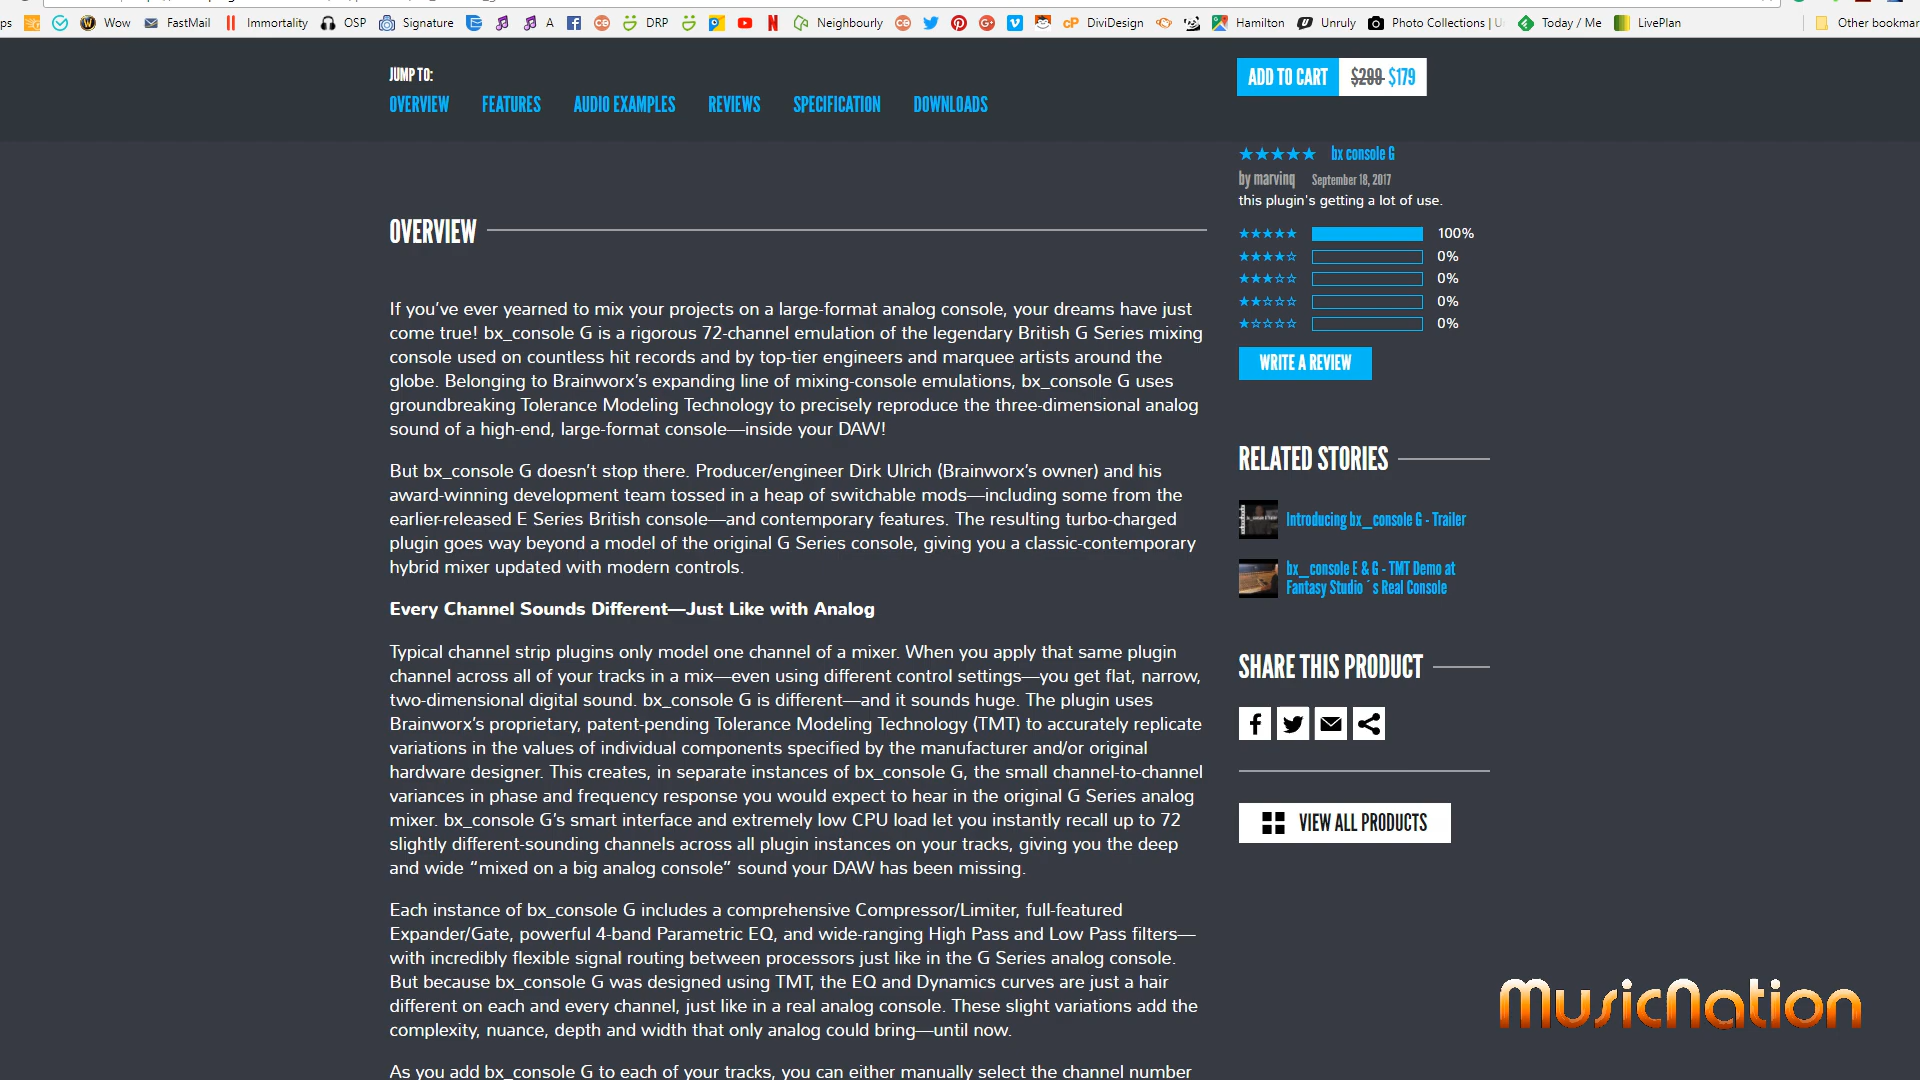 ps Wow FastMail Immortality OSP Signature A DRP Neighbourly DiviDesign Hamilton Unruly Photo Collections | U Today / Me LivePlan Other bookmar
JUMP TO:
OVERVIEW FEATURES AUDIO EXAMPLES REVIEWS SPECIFICATION DOWNLOADS
ADD TO CART $299 $179
bx console G
by marvinq September 18, 2017
this plugin's getting a lot of use.
100%
0%
0%
0%
0%
WRITE A REVIEW
OVERVIEW
If you’ve ever yearned to mix your projects on a large-format analog console, your dreams have just
come true! bx_console G is a rigorous 72-channel emulation of the legendary British G Series mixing
console used on countless hit records and by top-tier engineers and marquee artists around the
globe. Belonging to Brainworx’s expanding line of mixing-console emulations, bx_console G uses
groundbreaking Tolerance Modeling Technology to precisely reproduce the three-dimensional analog
sound of a high-end, large-format console—inside your DAW!
But bx_console G doesn’t stop there. Producer/engineer Dirk Ulrich (Brainworx’s owner) and his
award-winning development team tossed in a heap of switchable mods—including some from the
earlier-released E Series British console—and contemporary features. The resulting turbo-charged
plugin goes way beyond a model of the original G Series console, giving you a classic-contemporary
hybrid mixer updated with modern controls.
Every Channel Sounds Different—Just Like with Analog
Typical channel strip plugins only model one channel of a mixer. When you apply that same plugin
channel across all of your tracks in a mix—even using different control settings—you get flat, narrow,
two-dimensional digital sound. bx_console G is different—and it sounds huge. The plugin uses
Brainworx’s proprietary, patent-pending Tolerance Modeling Technology (TMT) to accurately replicate
variations in the values of individual components specified by the manufacturer and/or original
hardware designer. This creates, in separate instances of bx_console G, the small channel-to-channel
variances in phase and frequency response you would expect to hear in the original G Series analog
mixer. bx_console G’s smart interface and extremely low CPU load let you instantly recall up to 72
slightly different-sounding channels across all plugin instances on your tracks, giving you the deep
and wide “mixed on a big analog console” sound your DAW has been missing.
Each instance of bx_console G includes a comprehensive Compressor/Limiter, full-featured
Expander/Gate, powerful 4-band Parametric EQ, and wide-ranging High Pass and Low Pass filters—
with incredibly flexible signal routing between processors just like in the G Series analog console.
But because bx_console G was designed using TMT, the EQ and Dynamics curves are just a hair
different on each and every channel, just like in a real analog console. These slight variations add the
complexity, nuance, depth and width that only analog could bring—until now.
As you add bx_console G to each of your tracks, you can either manually select the channel number
RELATED STORIES
Introducing bx_console G - Trailer
bx_console E & G - TMT Demo at
Fantasy Studio´s Real Console
SHARE THIS PRODUCT
VIEW ALL PRODUCTS
MusicNation